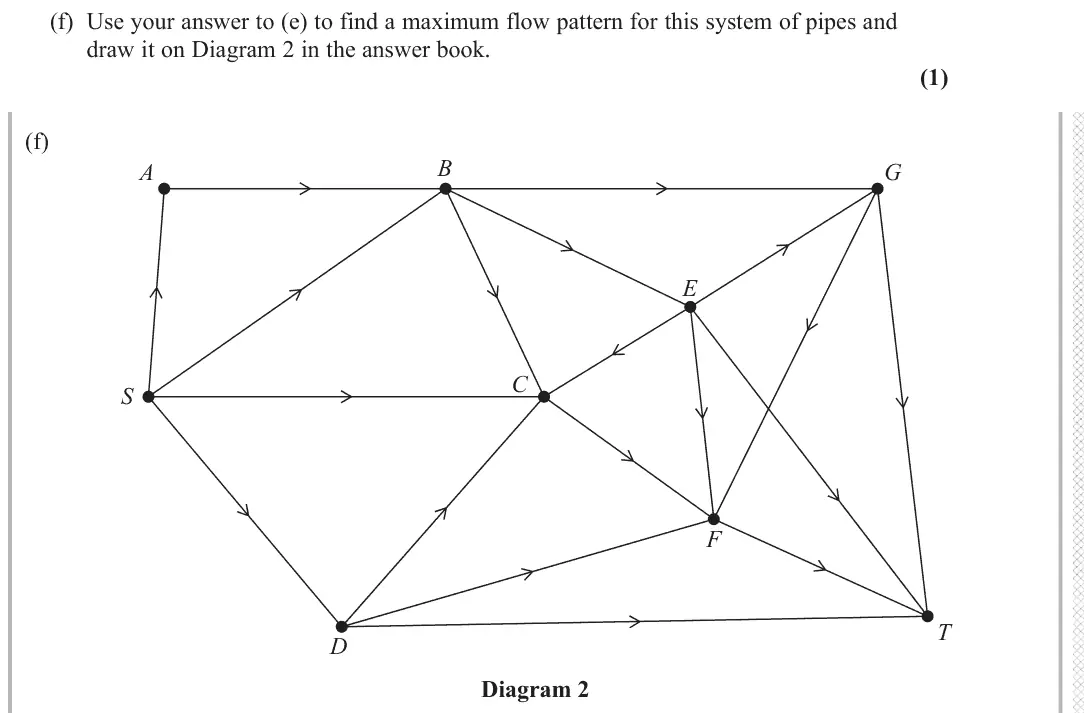 (f) Use your answer to (e) to find a maximum flow pattern for this system of pipes and
draw it on Diagram 2 in the answer book.
(1)
(f)
A
B
G
E
S
C
F
D
T
Diagram 2